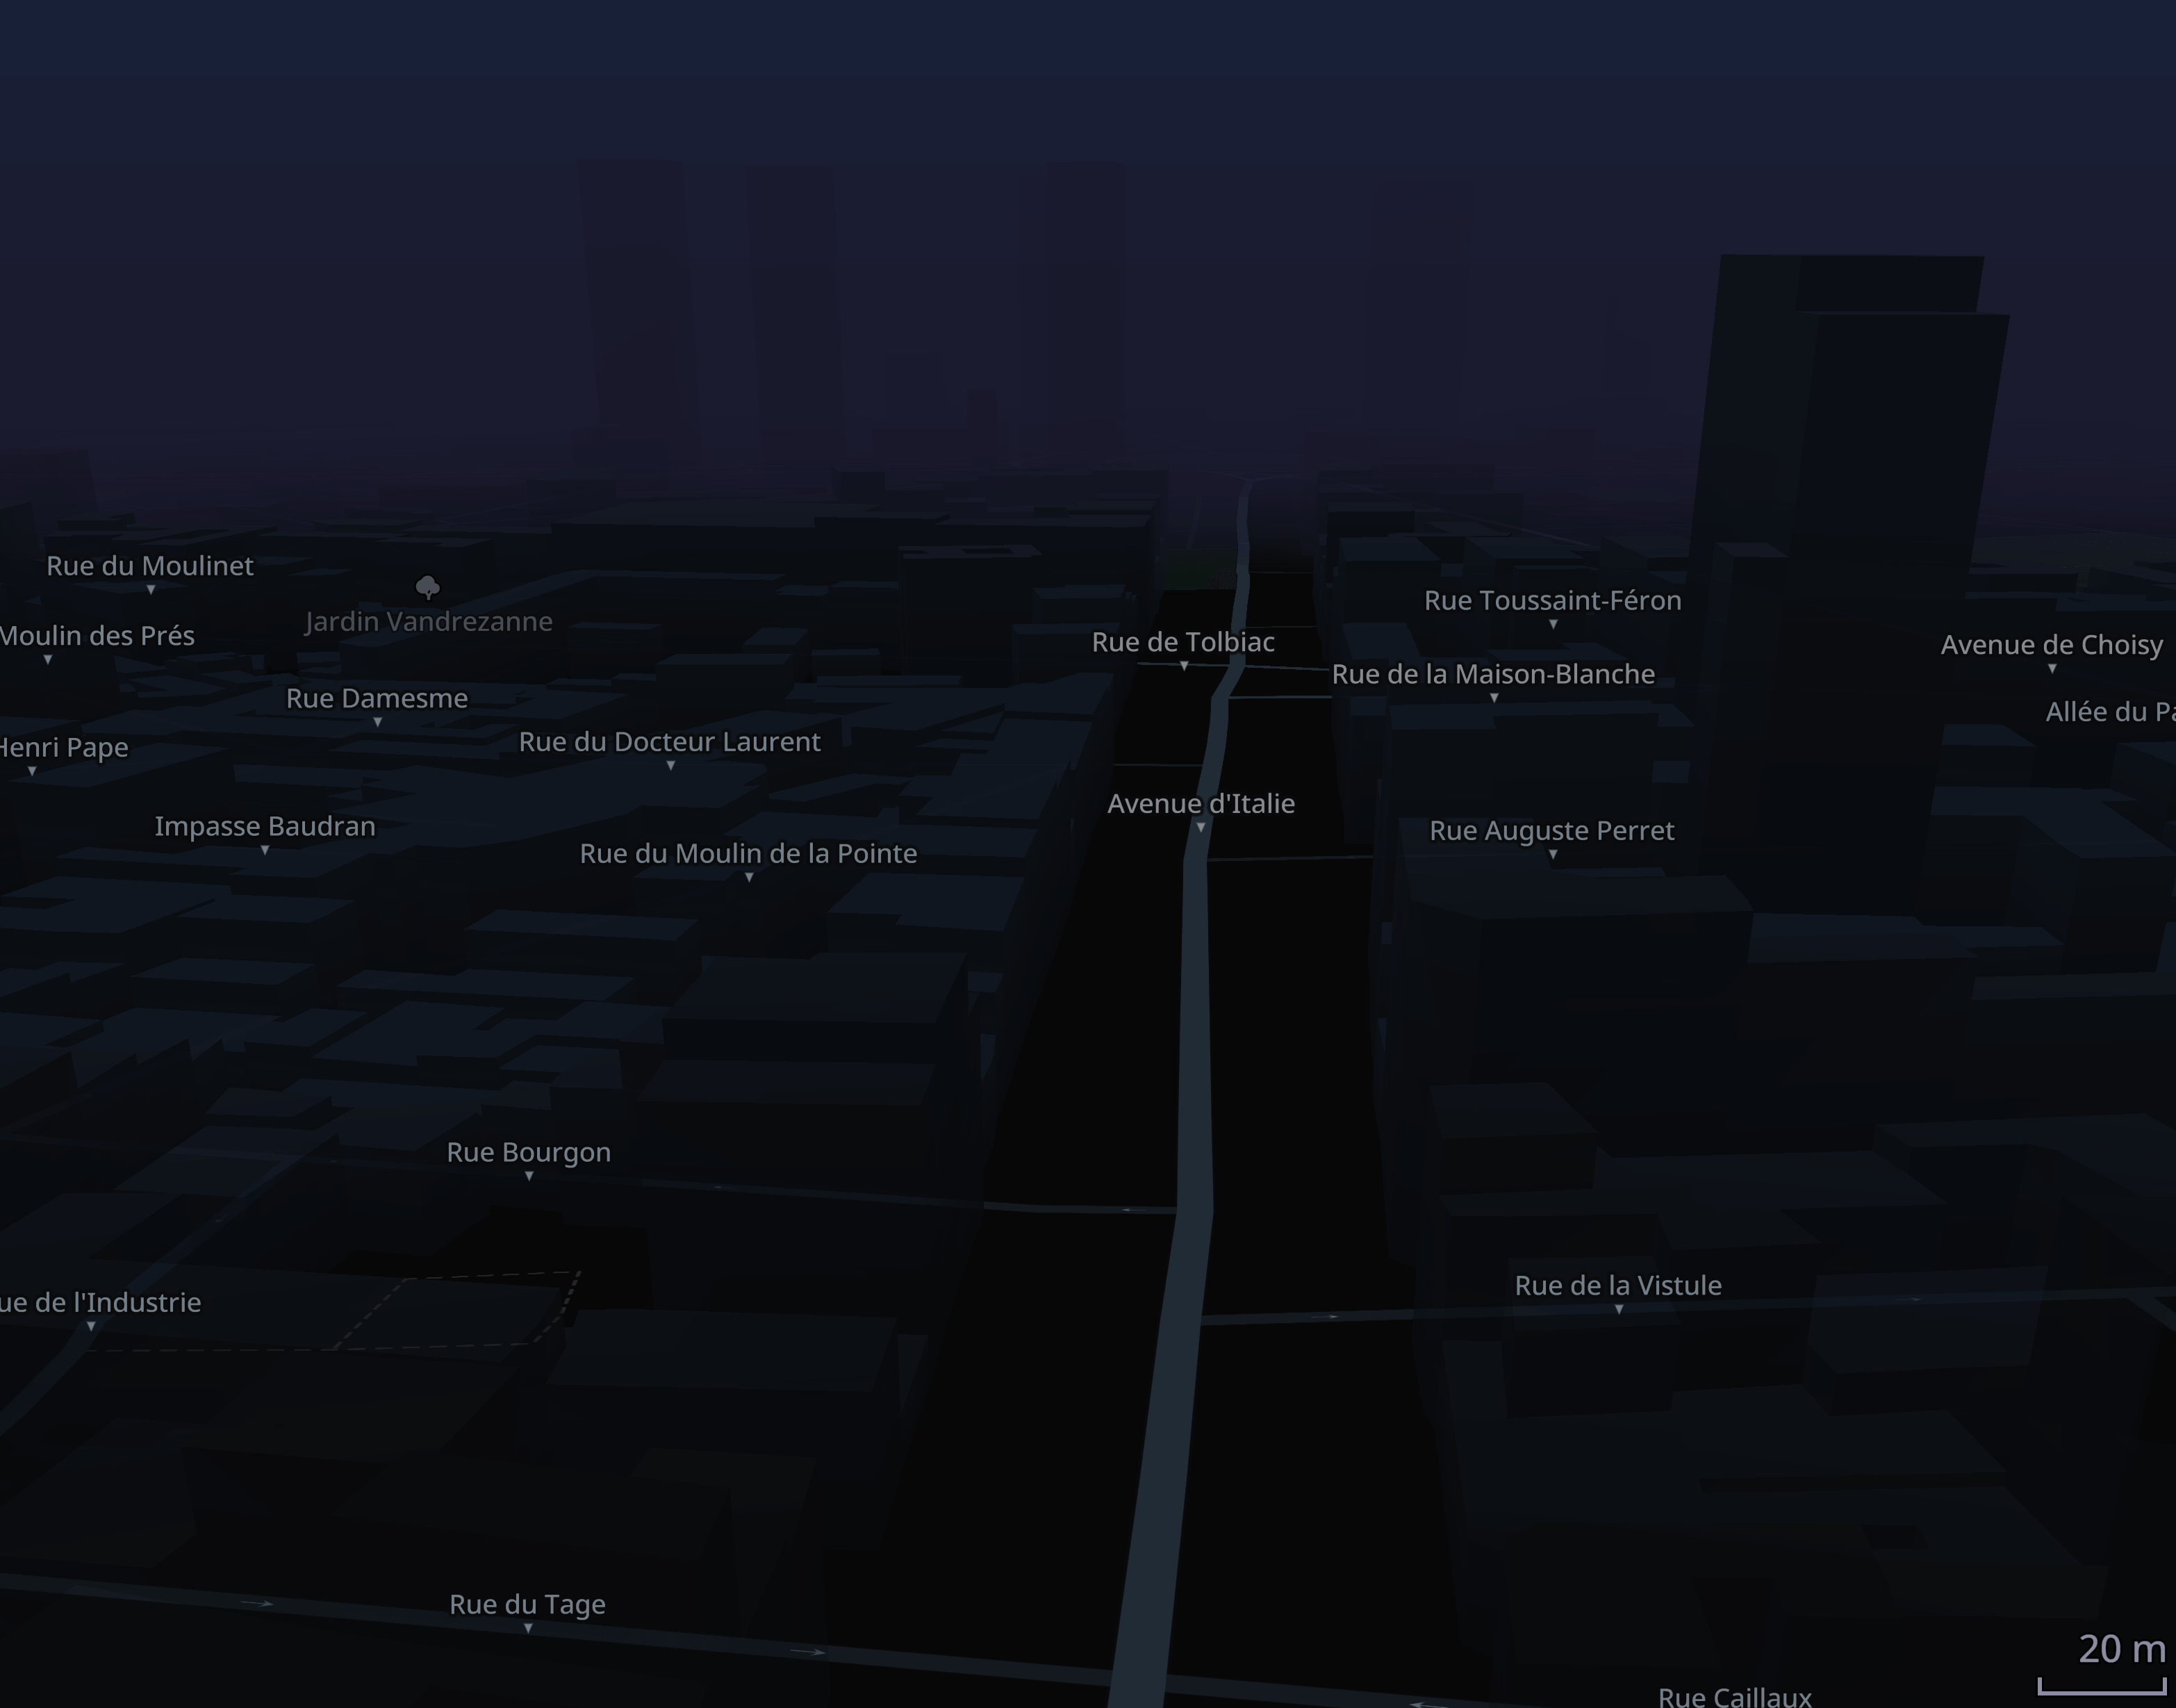 Rue du Moulinet
Jardin Vandrezanne
Rue Toussaint-Féron
Moulin des Prés
Rue de Tolbiac
Avenue de Choisy
Rue de la Maison-Blanche
Rue Damesme
Allée du Pa
Henri Pape
Rue du Docteur Laurent
Avenue d'Italie
Impasse Baudran
Rue Auguste Perret
Rue du Moulin de la Pointe
Rue Bourgon
Rue de la Vistule
ue de l'Industrie
Rue du Tage
20 m
Rue Caillaux